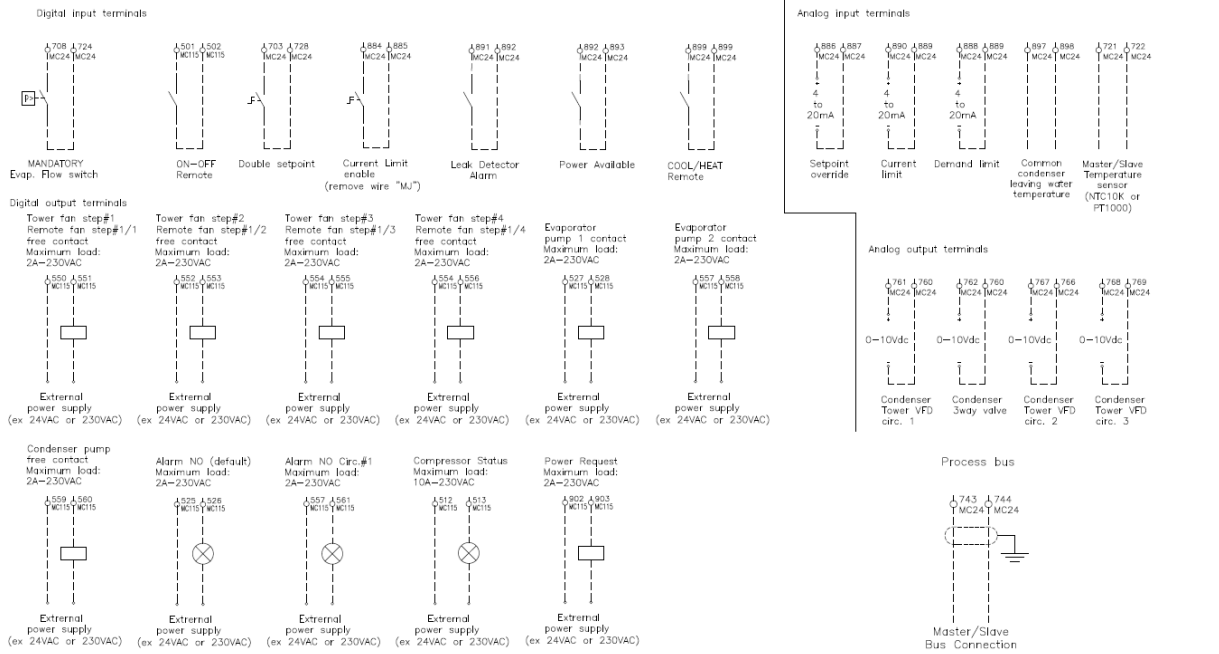 Digital input terminals
708 724
MC24 MC24
P>
MANDATORY
Evap. Flow switch
501 502
MC115 MC115
ON-OFF
Remote
703 728
MC24 MC24
Double setpoint
884 885
MC24 MC24
Current Limit
enable
(remove wire "MJ")
891 892
MC24 MC24
Leak Detector
Alarm
892 893
MC24 MC24
Power Available
899 899
MC24 MC24
COOL/HEAT
Remote
Analog input terminals
886 887
MC24 MC24
+
4
to
20mA
-
Setpoint
override
890 889
MC24 MC24
+
4
to
20mA
-
Current
limit
888 889
MC24 MC24
+
4
to
20mA
-
Demand limit
897 898
MC24 MC24
Common
condenser
leaving water
temperature
721 722
MC24 MC24
Master/Slave
Temperature
sensor
(NTC10K or
PT1000)
Digital output terminals
Tower fan step#1
Remote fan step#1/1
free contact
Maximum load:
2A-230VAC
550 551
MC115 MC115
Extrernal
power supply
(ex 24VAC or 230VAC)
Tower fan step#2
Remote fan step#1/2
free contact
Maximum load:
2A-230VAC
552 553
MC115 MC115
Extrernal
power supply
(ex 24VAC or 230VAC)
Tower fan step#3
Remote fan step#1/3
free contact
Maximum load:
2A-230VAC
554 555
MC115 MC115
Extrernal
power supply
(ex 24VAC or 230VAC)
Tower fan step#4
Remote fan step#1/4
free contact
Maximum load:
2A-230VAC
554 556
MC115 MC115
Extrernal
power supply
(ex 24VAC or 230VAC)
Evaporator
pump 1 contact
Maximum load:
2A-230VAC
527 528
MC115 MC115
Extrernal
power supply
(ex 24VAC or 230VAC)
Evaporator
pump 2 contact
Maximum load:
2A-230VAC
557 558
MC115 MC115
Extrernal
power supply
(ex 24VAC or 230VAC)
Analog output terminals
761 760
MC24 MC24
+
0-10Vdc
-
Condenser
Tower VFD
circ. 1
762 760
MC24 MC24
+
0-10Vdc
-
Condenser
3way valve
767 766
MC24 MC24
+
0-10Vdc
-
Condenser
Tower VFD
circ. 2
768 769
MC24 MC24
+
0-10Vdc
-
Condenser
Tower VFD
circ. 3
Condenser pump
free contact
Maximum load:
2A-230VAC
559 560
MC115 MC115
Extrernal
power supply
(ex 24VAC or 230VAC)
Alarm NO (default)
Maximum load:
2A-230VAC
525 526
MC115 MC115
Extrernal
power supply
(ex 24VAC or 230VAC)
Alarm NO Circ.#1
Maximum load:
2A-230VAC
557 561
MC115 MC115
Extrernal
power supply
(ex 24VAC or 230VAC)
Compressor Status
Maximum load:
10A-230VAC
512 513
MC115 MC115
Extrernal
power supply
(ex 24VAC or 230VAC)
Power Request
Maximum load:
2A-230VAC
902 903
MC115 MC115
Extrernal
power supply
(ex 24VAC or 230VAC)
Process bus
743 744
MC24 MC24
Master/Slave
Bus Connection